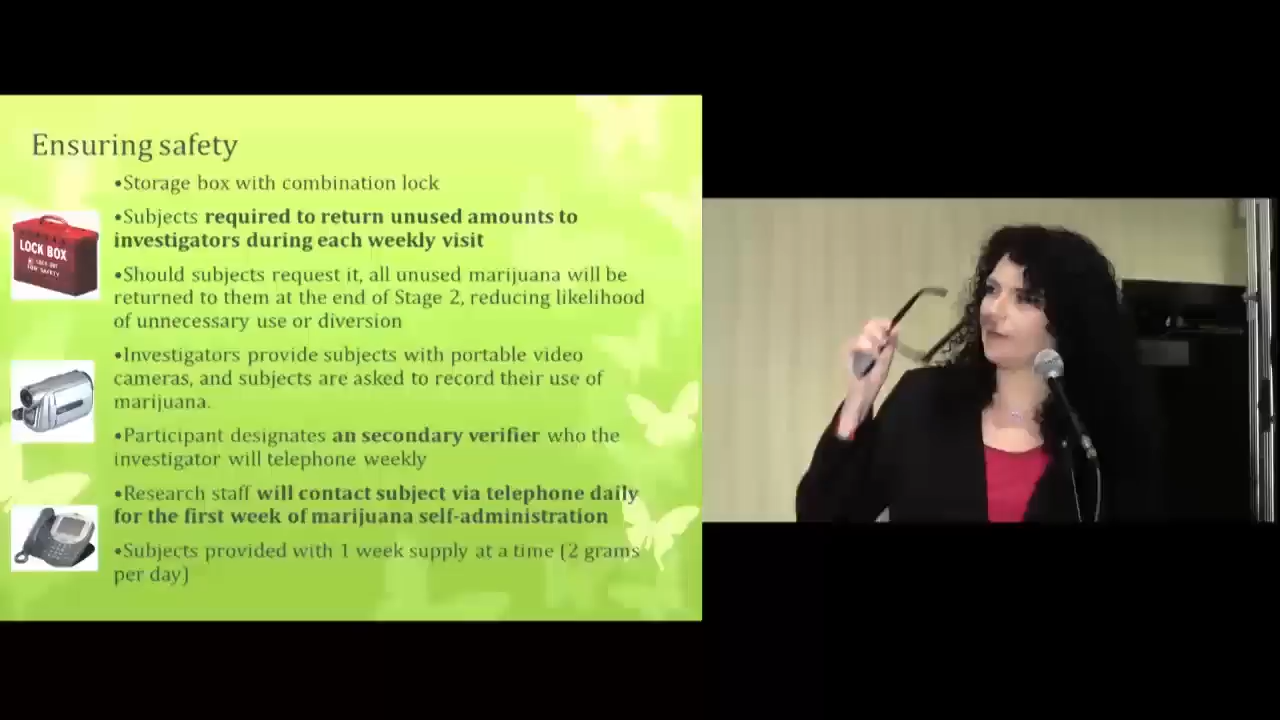 Ensuring safety
•Storage box with combination lock
•Subjects required to return unused amounts to
investigators during each weekly visit
•Should subjects request it, all unused marijuana will be
returned to them at the end of Stage 2, reducing likelihood
of unnecessary use or diversion
•Investigators provide subjects with portable video
cameras, and subjects are asked to record their use of
marijuana.
•Participant designates an secondary verifier who the
investigator will telephone weekly
•Research staff will contact subject via telephone daily
for the first week of marijuana self-administration
•Subjects provided with 1 week supply at a time (2 grams
per day)
LOCK BOX